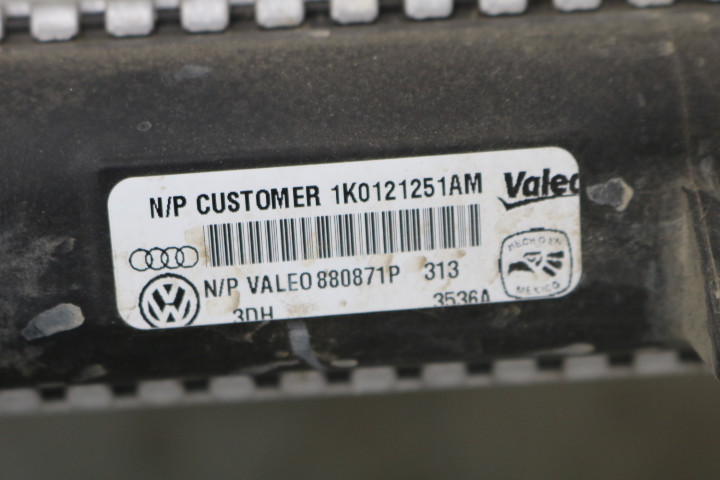 N/P CUSTOMER 1K0121251AM Valeo
HECHO EN
N/P VALEO 880871P 313
MEXICO
3DH 3536A